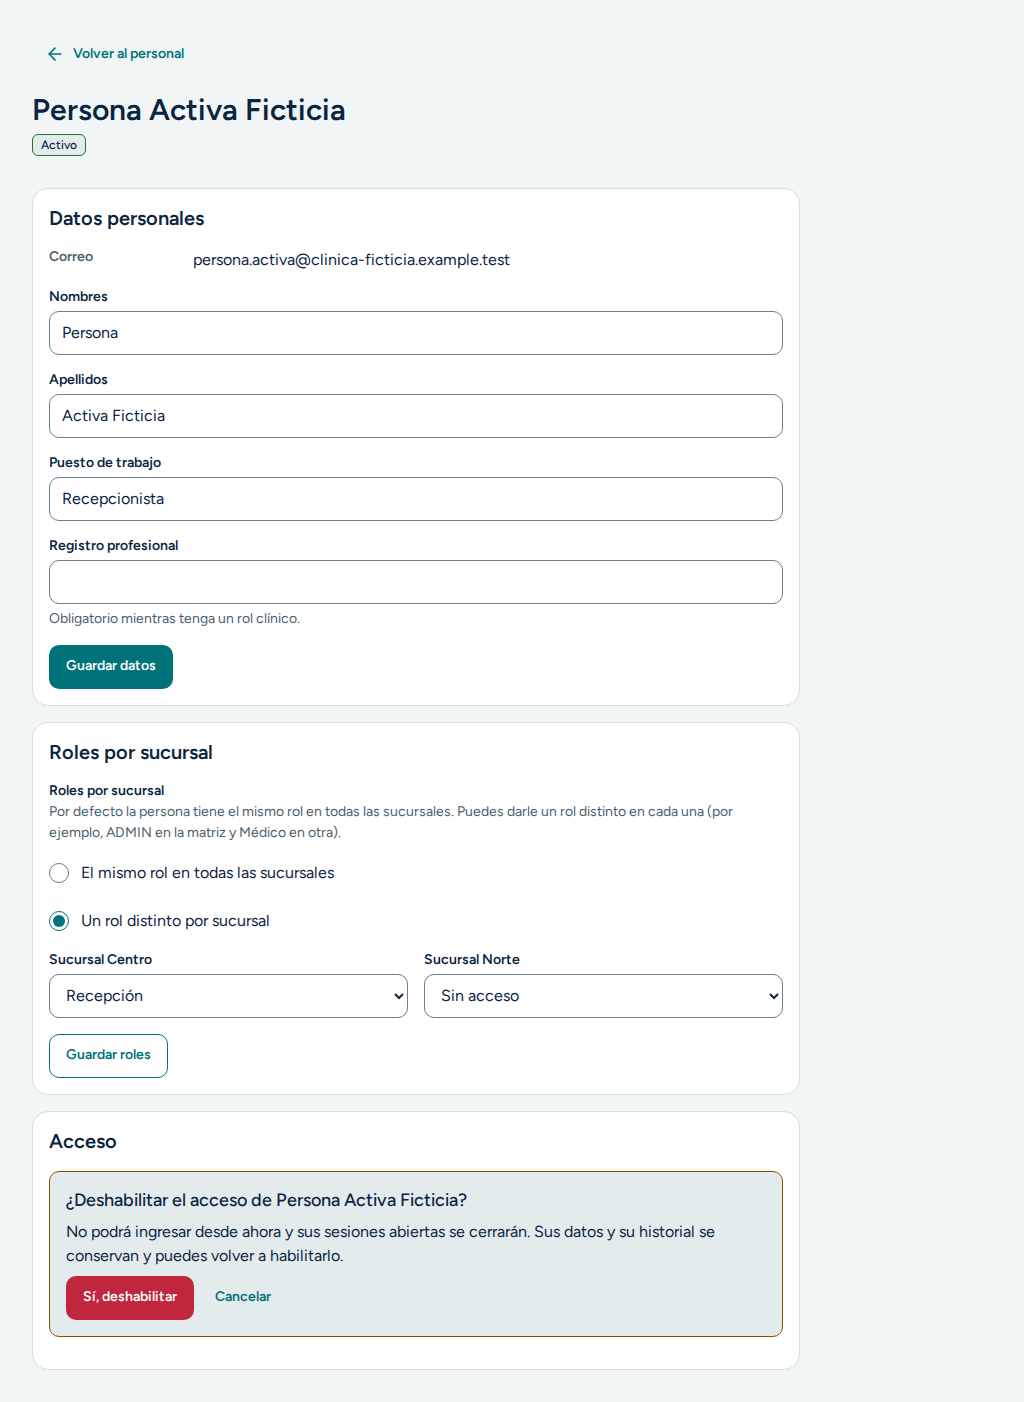 Volver al personal
Persona Activa Ficticia
Activo
Datos personales
Correo
persona.activa@clinica-ficticia.example.test
Nombres
Persona
Apellidos
Activa Ficticia
Puesto de trabajo
Recepcionista
Registro profesional
Obligatorio mientras tenga un rol clínico.
Guardar datos
Roles por sucursal
Roles por sucursal
Por defecto la persona tiene el mismo rol en todas las sucursales. Puedes darle un rol distinto en cada una (por
ejemplo, ADMIN en la matriz y Médico en otra).
El mismo rol en todas las sucursales
Un rol distinto por sucursal
Sucursal Centro
Recepción
Sucursal Norte
Sin acceso
Guardar roles
Acceso
¿Deshabilitar el acceso de Persona Activa Ficticia?
No podrá ingresar desde ahora y sus sesiones abiertas se cerrarán. Sus datos y su historial se
conservan y puedes volver a habilitarlo.
Sí, deshabilitar
Cancelar